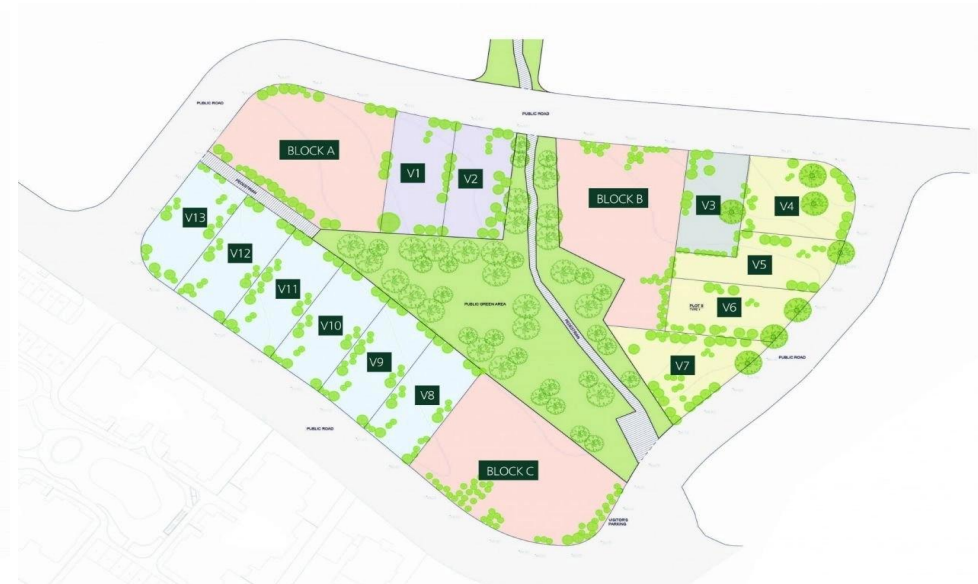 PUBLIC ROAD
PUBLIC ROAD
BLOCK A
V1
V2
BLOCK B
V3
V4
PEDESTRIAN
V13
V12
V11
V10
V9
V8
V5
V6
V7
PUBLIC GREEN AREA
PEDESTRIAN
PUBLIC ROAD
PUBLIC ROAD
BLOCK C
VISITOR'S
PARKING